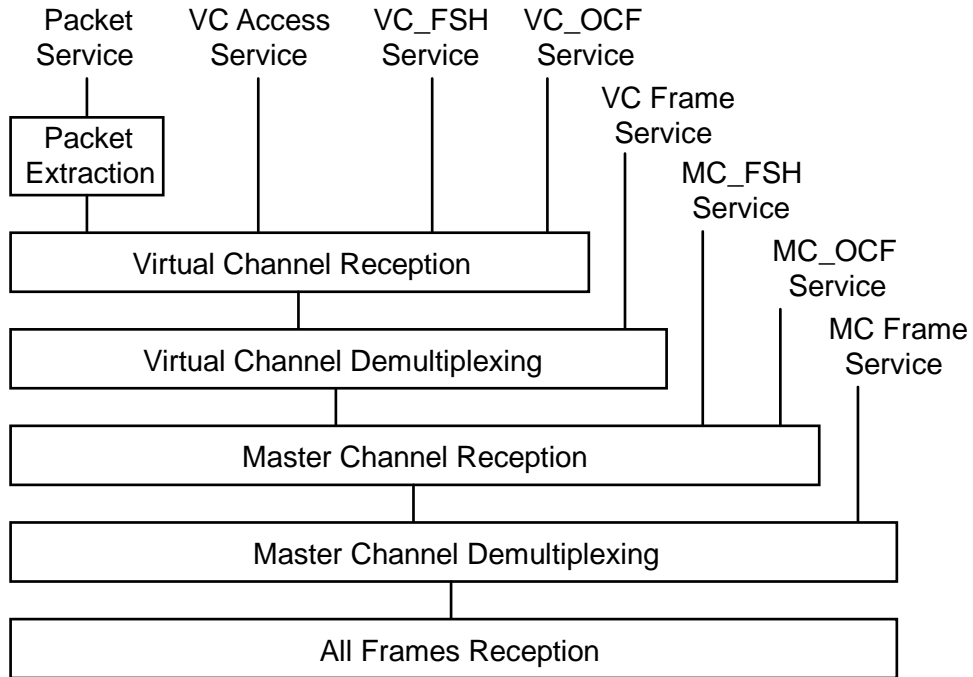 Packet
Service
VC Access
Service
VC_FSH
Service
VC_OCF
Service
VC Frame
Service
Packet
Extraction
MC_FSH
Service
Virtual Channel Reception
MC_OCF
Service
MC Frame
Service
Virtual Channel Demultiplexing
Master Channel Reception
Master Channel Demultiplexing
All Frames Reception